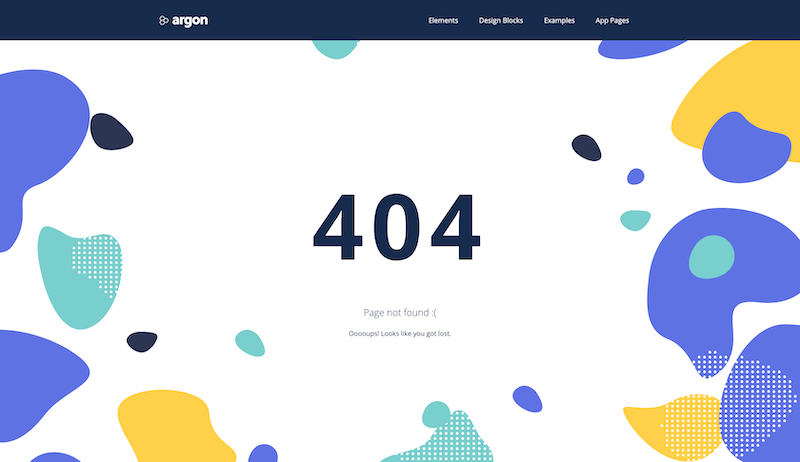 argon
Elements Design Blocks Examples App Pages
404
Page not found :(
Ooooups! Looks like you got lost.